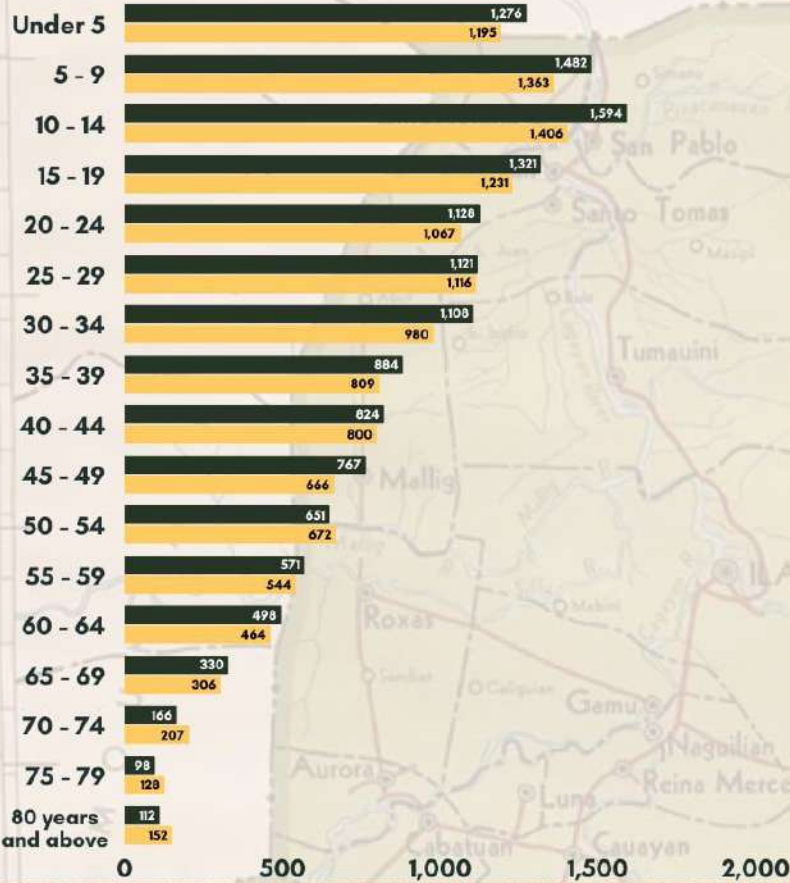 Under 5
1,276
1,195
5 - 9
1,482
1,363
10 - 14
1,594
1,406
15 - 19
1,321
1,231
20 - 24
1,128
1,067
25 - 29
1,121
1,116
30 - 34
1,108
980
35 - 39
884
809
40 - 44
824
800
45 - 49
767
666
50 - 54
651
672
55 - 59
571
544
60 - 64
498
464
65 - 69
330
306
70 - 74
166
207
75 - 79
98
128
80 years
and above
112
152
0 500 1,000 1,500 2,000
San Pablo
Santo Tomas
Tumauini
Mallig
Roxas
Gamu
Naguilian
Reina Merce
Aurora
Luna
Cabatuan
Cauayan